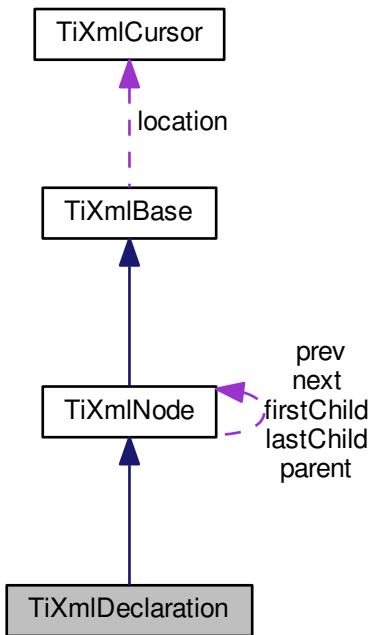 TiXmlCursor
location
TiXmlBase
prev
next
firstChild
lastChild
parent
TiXmlNode
TiXmlDeclaration